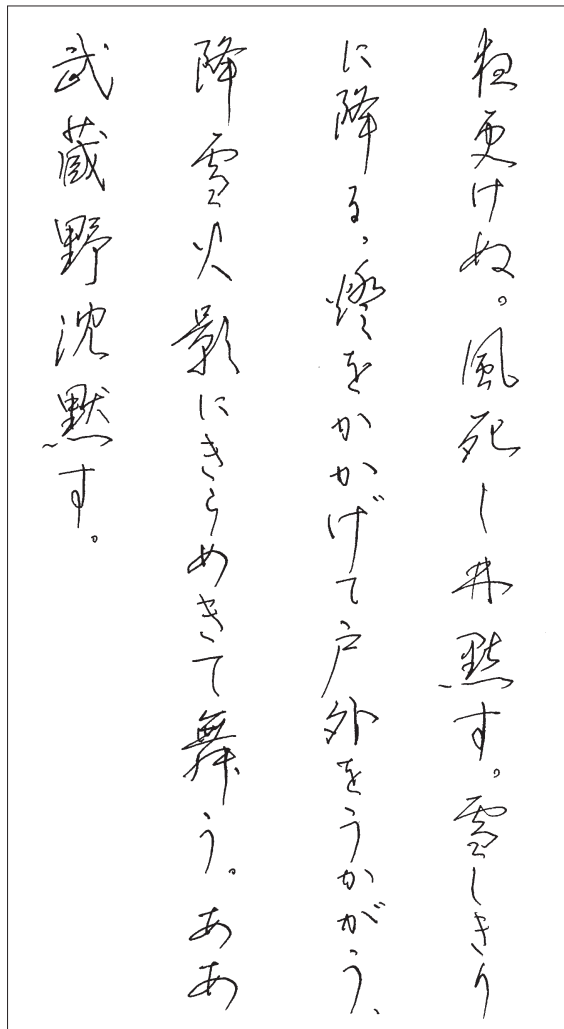 夜更けぬ。風死し林黙す。雪しきり
に降る。燈をかかげて戸外をうかがう、
降雪火影にきらめきて舞う。ああ
武蔵野沈黙す。